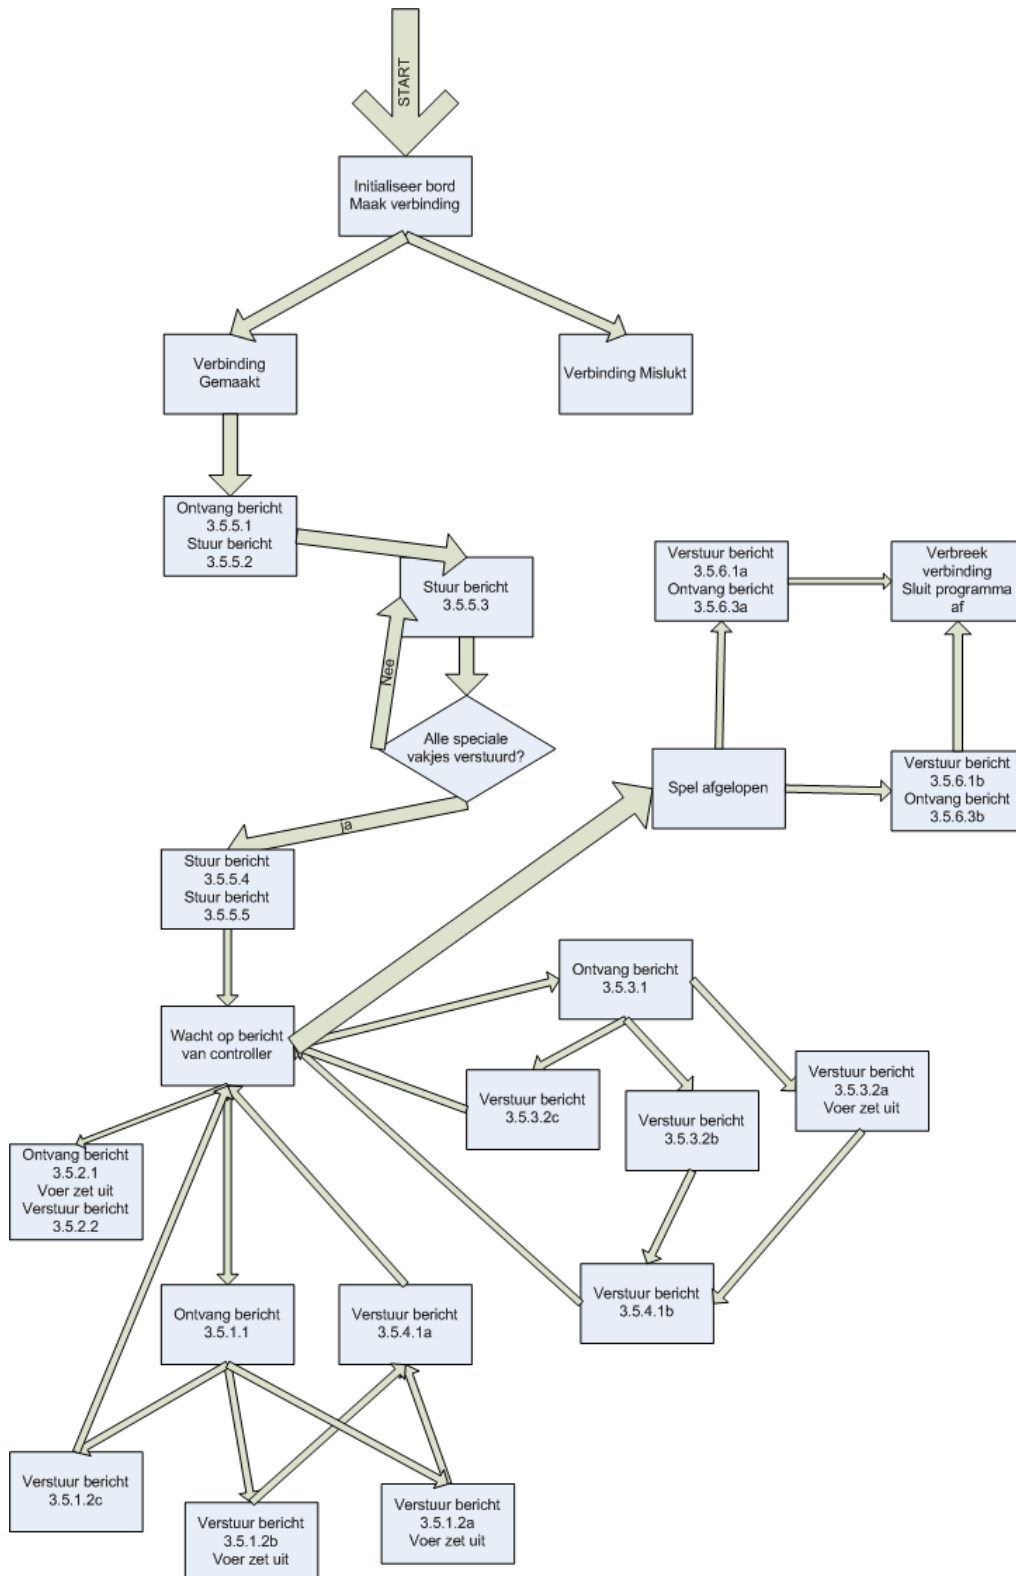 START
Initialiseer bord
Maak verbinding
Verbinding
Gemaakt
Verbinding Mislukt
Ontvang bericht
3.5.5.1
Stuur bericht
3.5.5.2
Stuur bericht
3.5.5.3
Nee
Alle speciale
vakjes verstuurd?
ja
Stuur bericht
3.5.5.4
Stuur bericht
3.5.5.5
Verstuur bericht
3.5.6.1a
Ontvang bericht
3.5.6.3a
Verbreek
verbinding
Sluit programma
af
Spel afgelopen
Verstuur bericht
3.5.6.1b
Ontvang bericht
3.5.6.3b
Wacht op bericht
van controller
Ontvang bericht
3.5.3.1
Verstuur bericht
3.5.3.2c
Verstuur bericht
3.5.3.2b
Verstuur bericht
3.5.3.2a
Voer zet uit
Ontvang bericht
3.5.2.1
Voer zet uit
Verstuur bericht
3.5.2.2
Ontvang bericht
3.5.1.1
Verstuur bericht
3.5.4.1a
Verstuur bericht
3.5.4.1b
Verstuur bericht
3.5.1.2c
Verstuur bericht
3.5.1.2b
Voer zet uit
Verstuur bericht
3.5.1.2a
Voer zet uit